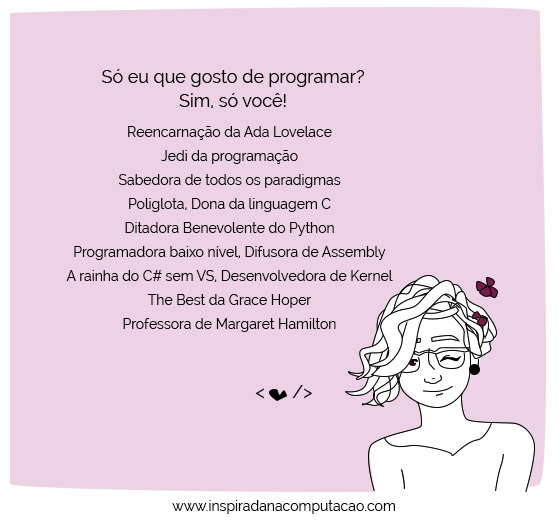 Só eu que gosto de programar?
Sim, só você!
Reencarnação da Ada Lovelace
Jedi da programação
Sabedora de todos os paradigmas
Poliglota, Dona da linguagem C
Ditadora Benevolente do Python
Programadora baixo nível, Difusora de Assembly
A rainha do C# sem VS, Desenvolvedora de Kernel
The Best da Grace Hoper
Professora de Margaret Hamilton
< />
www.inspiradanacomputacao.com